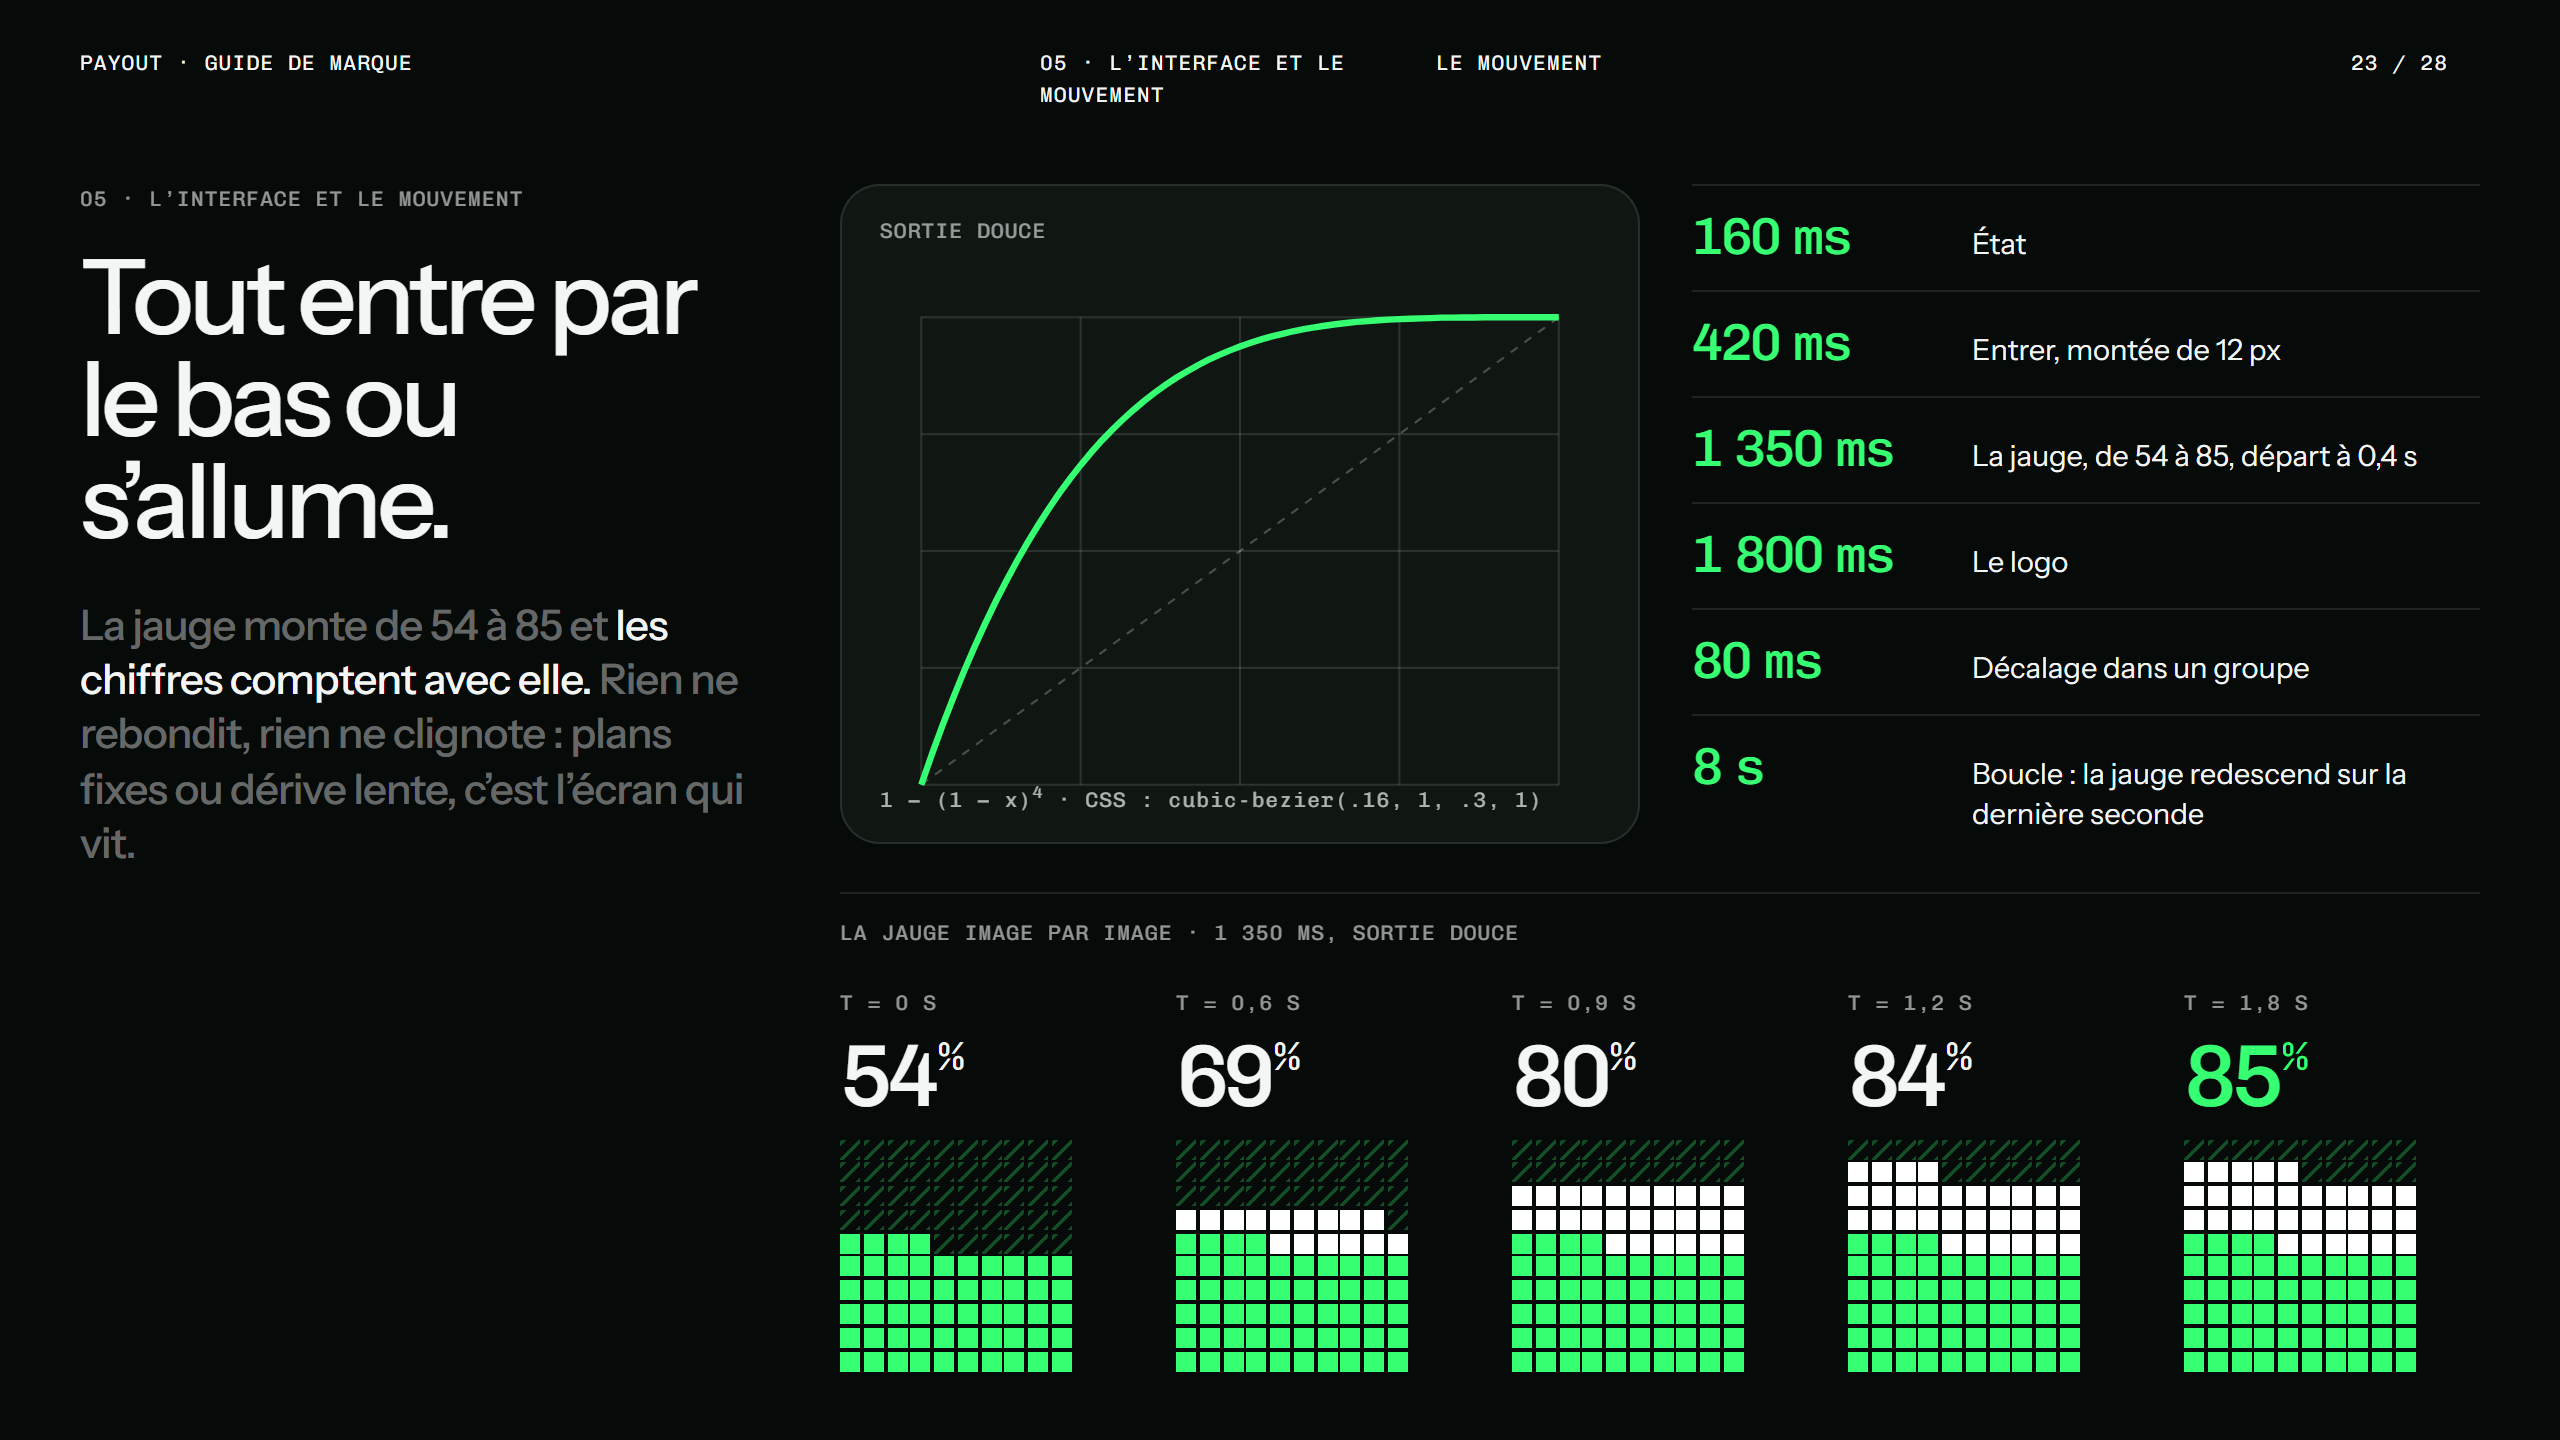 PAYOUT · GUIDE DE MARQUE
05 · L’INTERFACE ET LE
MOUVEMENT
LE MOUVEMENT
23 / 28
05 · L’INTERFACE ET LE MOUVEMENT
Tout entre par
le bas ou
s’allume.
La jauge monte de 54 à 85 et les
chiffres comptent avec elle. Rien ne
rebondit, rien ne clignote : plans
fixes ou dérive lente, c’est l’écran qui
vit.
SORTIE DOUCE
1 − (1 − x)⁴ · CSS : cubic-bezier(.16, 1, .3, 1)
160 ms
État
420 ms
Entrer, montée de 12 px
1 350 ms
La jauge, de 54 à 85, départ à 0,4 s
1 800 ms
Le logo
80 ms
Décalage dans un groupe
8 s
Boucle : la jauge redescend sur la
dernière seconde
LA JAUGE IMAGE PAR IMAGE · 1 350 MS, SORTIE DOUCE
T = 0 S
54%
T = 0,6 S
69%
T = 0,9 S
80%
T = 1,2 S
84%
T = 1,8 S
85%